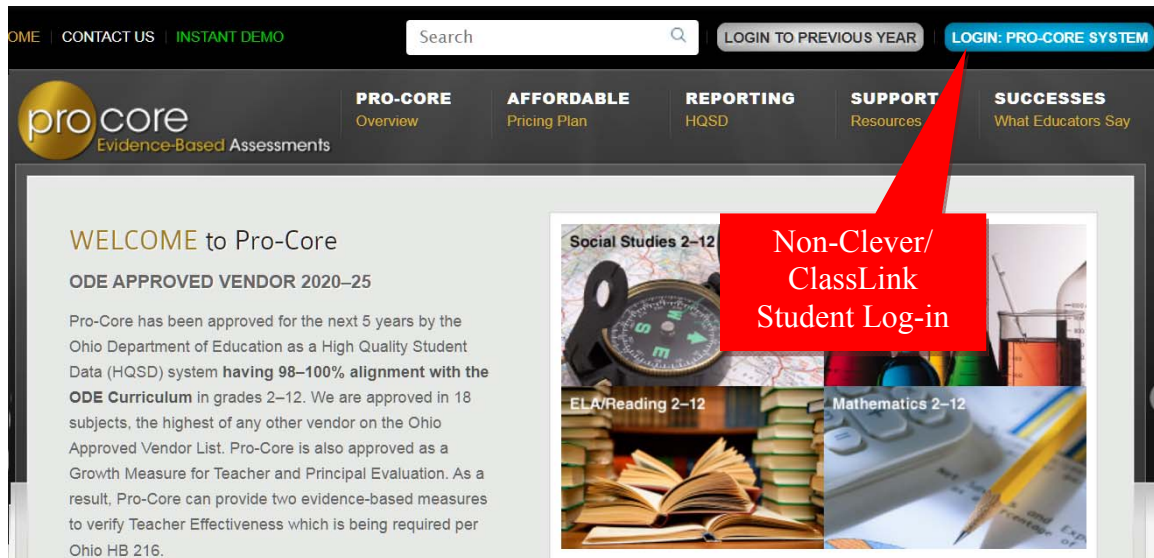 OME CONTACT US INSTANT DEMO Search LOGIN TO PREVIOUS YEAR LOGIN: PRO-CORE SYSTEM
pro core
Evidence-Based Assessments
PRO-CORE AFFORDABLE REPORTING SUPPORT SUCCESSES
Overview Pricing Plan HQSD Resources What Educators Say
WELCOME to Pro-Core
ODE APPROVED VENDOR 2020–25
Pro-Core has been approved for the next 5 years by the
Ohio Department of Education as a High Quality Student
Data (HQSD) system having 98–100% alignment with the
ODE Curriculum in grades 2–12. We are approved in 18
subjects, the highest of any other vendor on the Ohio
Approved Vendor List. Pro-Core is also approved as a
Growth Measure for Teacher and Principal Evaluation. As a
result, Pro-Core can provide two evidence-based measures
to verify Teacher Effectiveness which is being required per
Ohio HB 216.
Social Studies 2–12
Non-Clever/
ClassLink
Student Log-in
ELA/Reading 2–12
Mathematics 2–12